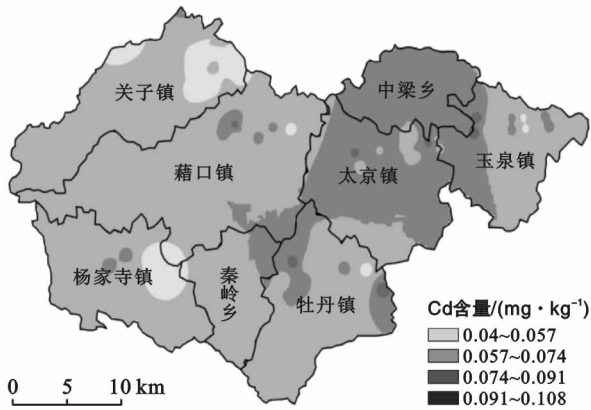 关子镇
中梁乡
藉口镇
太京镇
玉泉镇
杨家寺镇
秦岭乡
牡丹镇
Cd含量/(mg·kg⁻¹)
0.04~0.057
0.057~0.074
0.074~0.091
0.091~0.108
0 5 10 km